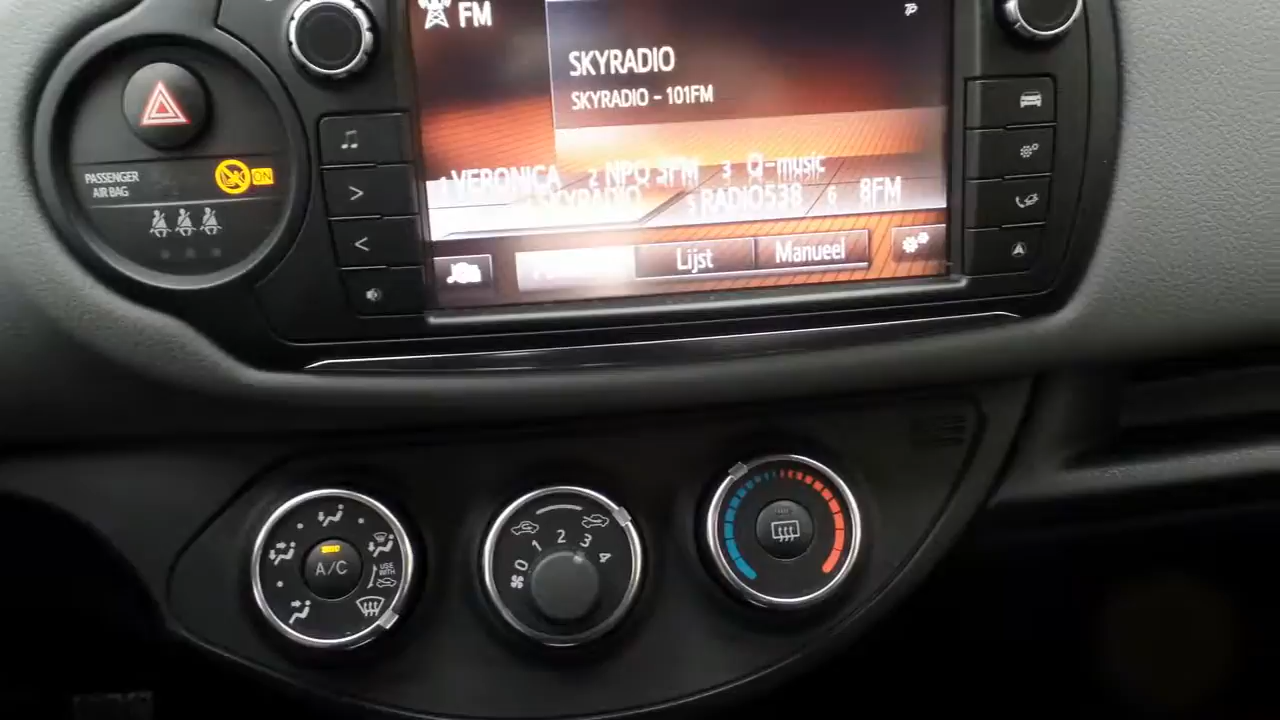 FM
SKYRADIO
SKYRADIO - 101FM
PASSENGER
AIR BAG
ON
1 VERONICA 2 NPO 3FM 3 Q-music
SKYRADIO 5 RADIO538 6 8FM
Lijst Manueel
A/C
USE
WITH
0 1 2 3 4